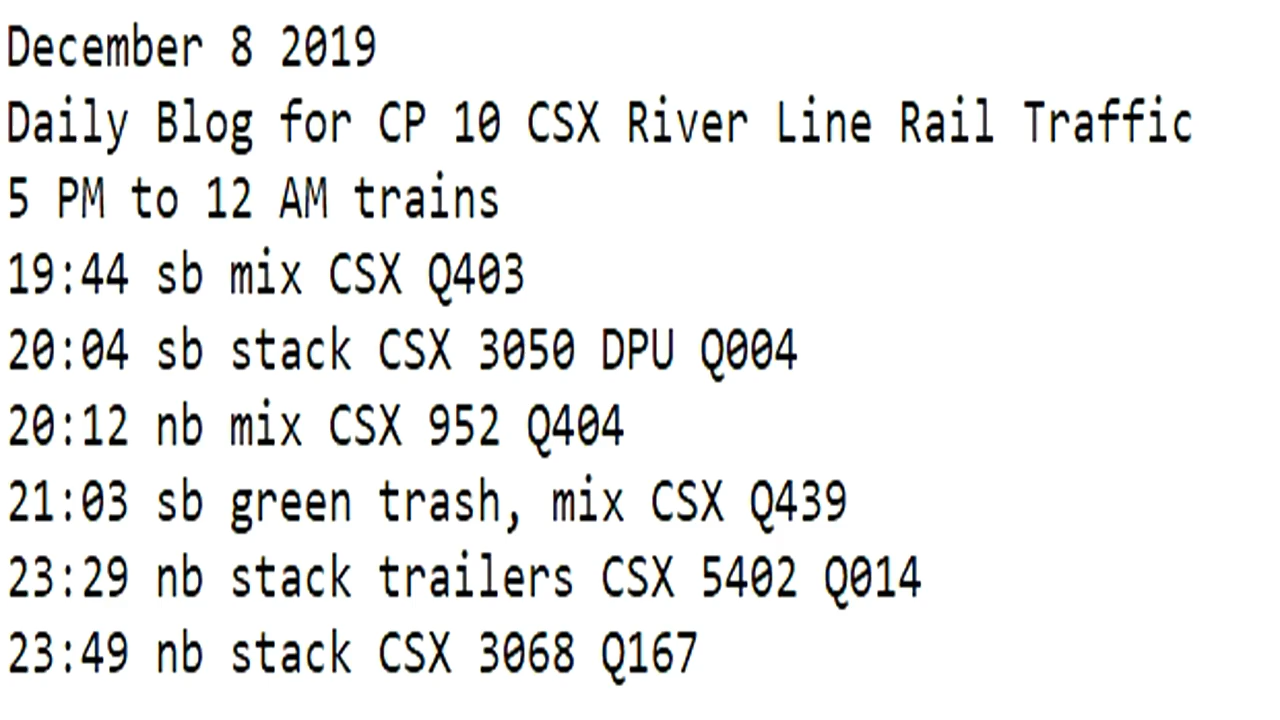 December 8 2019
Daily Blog for CP 10 CSX River Line Rail Traffic
5 PM to 12 AM trains
19:44 sb mix CSX Q403
20:04 sb stack CSX 3050 DPU Q004
20:12 nb mix CSX 952 Q404
21:03 sb green trash, mix CSX Q439
23:29 nb stack trailers CSX 5402 Q014
23:49 nb stack CSX 3068 Q167